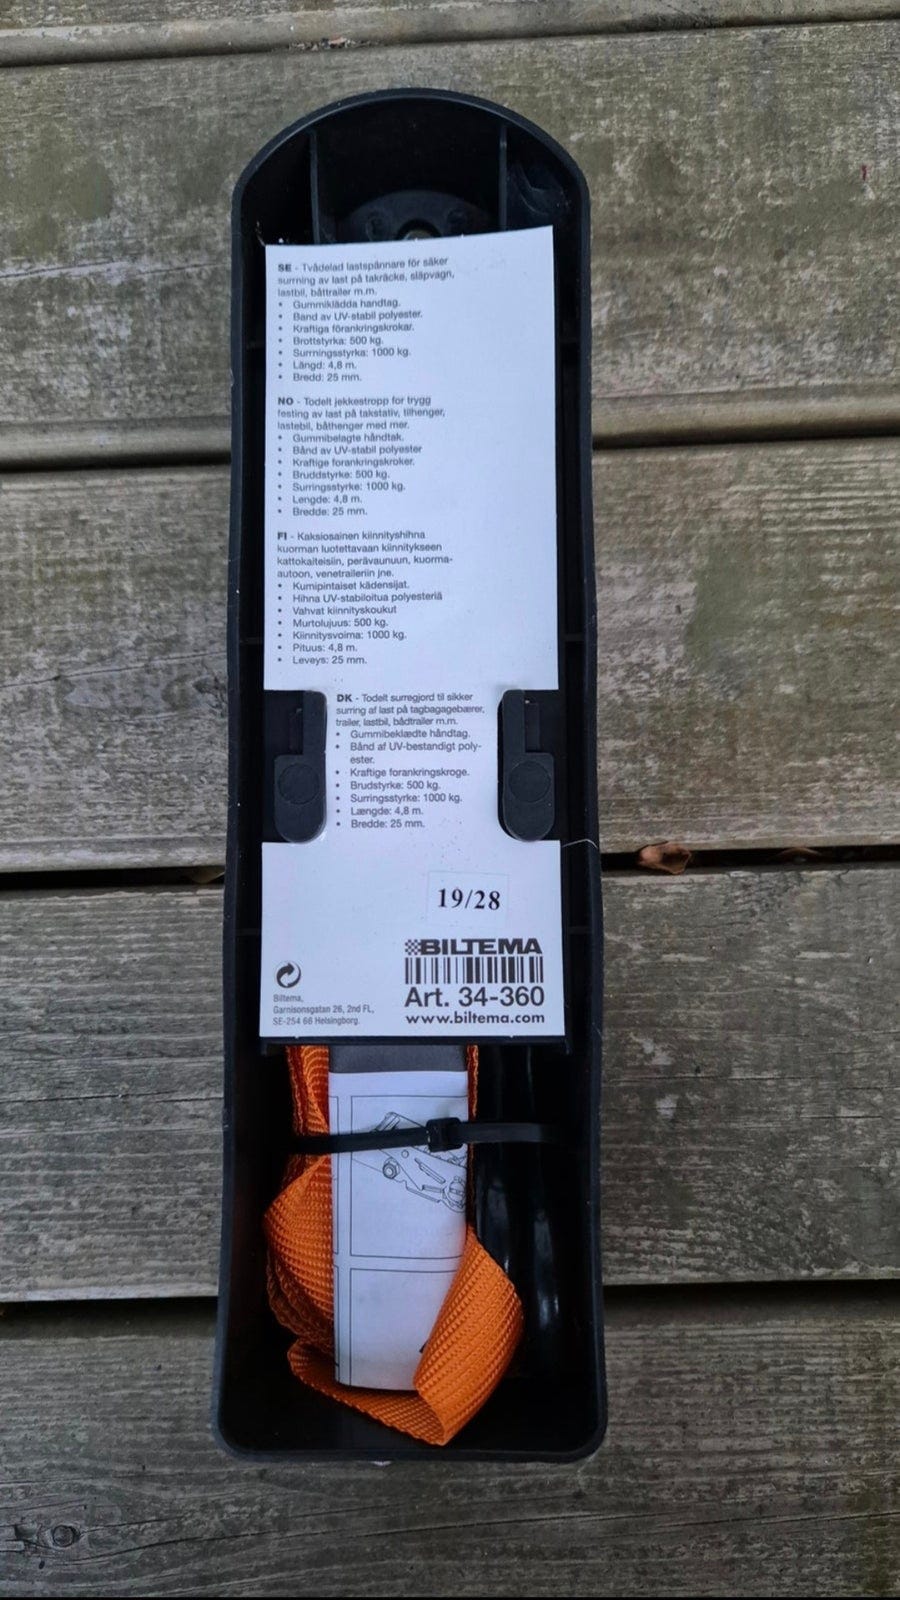 SE - Tvådelad lastspännare för säker
surrning av last på takräcke, släpvagn,
lastbil, båttrailer m.m.
• Gummiklädda handtag.
• Band av UV-stabil polyester.
• Kraftiga förankringskrokar.
• Brottstyrka: 500 kg.
• Surrningsstyrka: 1000 kg.
• Längd: 4,8 m.
• Bredd: 25 mm.
NO - Todelt jekkestropp for trygg
festing av last på takstativ, tilhenger,
lastebil, båthenger med mer.
• Gummibelagte håndtak.
• Bånd av UV-stabil polyester
• Kraftige forankringskroker.
• Bruddstyrke: 500 kg.
• Surringsstyrke: 1000 kg.
• Lengde: 4,8 m.
• Bredde: 25 mm.
FI - Kaksiosainen kiinnityshihna
kuorman luotettavaan kiinnitykseen
kattokaiteisiin, perävaunuun, kuorma-
autoon, venetraileriin jne.
• Kumipintaiset kädensijat.
• Hihna UV-stabiloitua polyesteriä
• Vahvat kiinnityskoukut
• Murtolujuus: 500 kg.
• Kiinnitysvoima: 1000 kg.
• Pituus: 4,8 m.
• Leveys: 25 mm.
DK - Todelt surregjord til sikker
surring af last på tagbagagebærer,
trailer, lastbil, bådtrailer m.m.
• Gummibeklædte håndtag.
• Bånd af UV-bestandigt poly-
ester.
• Kraftige forankringskroge.
• Brudstyrke: 500 kg.
• Surringsstyrke: 1000 kg.
• Længde: 4,8 m.
• Bredde: 25 mm.
19/28
BILTEMA
Art. 34-360
www.biltema.com
Biltema,
Garnisonsgatan 26, 2nd FL,
SE-254 66 Helsingborg.